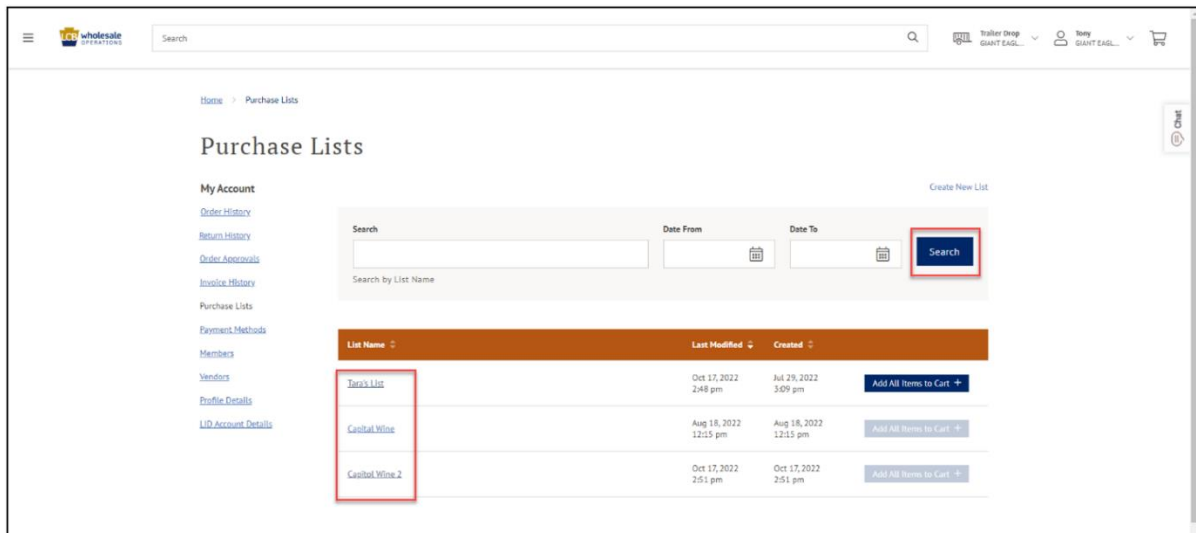 LCB wholesale
OPERATIONS
Search
Trailer Drop
GIANT EAGL...
Tony
GIANT EAGL...
Home > Purchase Lists
Chat
Purchase Lists
My Account
Create New List
Order History
Return History
Order Approvals
Invoice History
Purchase Lists
Payment Methods
Members
Vendors
Profile Details
LID Account Details
Search
Date From
Date To
Search
Search by List Name
List Name
Last Modified
Created
Tara's List
Oct 17, 2022
2:48 pm
Jul 29, 2022
3:09 pm
Add All Items to Cart +
Capital Wine
Aug 18, 2022
12:15 pm
Aug 18, 2022
12:15 pm
Add All Items to Cart +
Capitol Wine 2
Oct 17, 2022
2:51 pm
Oct 17, 2022
2:51 pm
Add All Items to Cart +